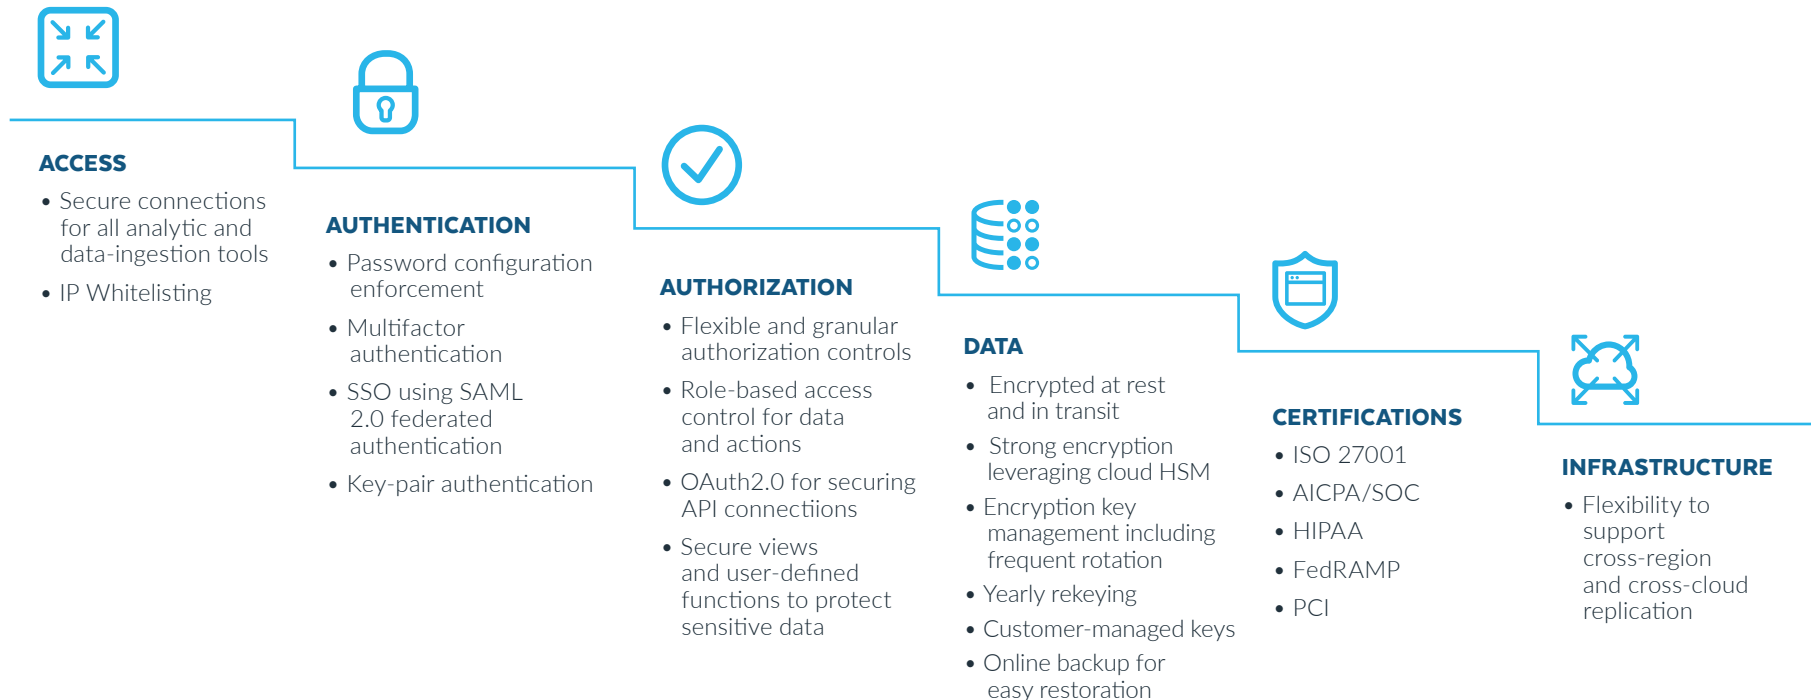 ACCESS
• Secure connections
for all analytic and
data-ingestion tools
• IP Whitelisting
AUTHENTICATION
• Password configuration
enforcement
• Multifactor
authentication
• SSO using SAML
2.0 federated
authentication
• Key-pair authentication
AUTHORIZATION
• Flexible and granular
authorization controls
• Role-based access
control for data
and actions
• OAuth2.0 for securing
API connectiions
• Secure views
and user-defined
functions to protect
sensitive data
DATA
• Encrypted at rest
and in transit
• Strong encryption
leveraging cloud HSM
• Encryption key
management including
frequent rotation
• Yearly rekeying
• Customer-managed keys
• Online backup for
easy restoration
CERTIFICATIONS
• ISO 27001
• AICPA/SOC
• HIPAA
• FedRAMP
• PCI
INFRASTRUCTURE
• Flexibility to
support
cross-region
and cross-cloud
replication